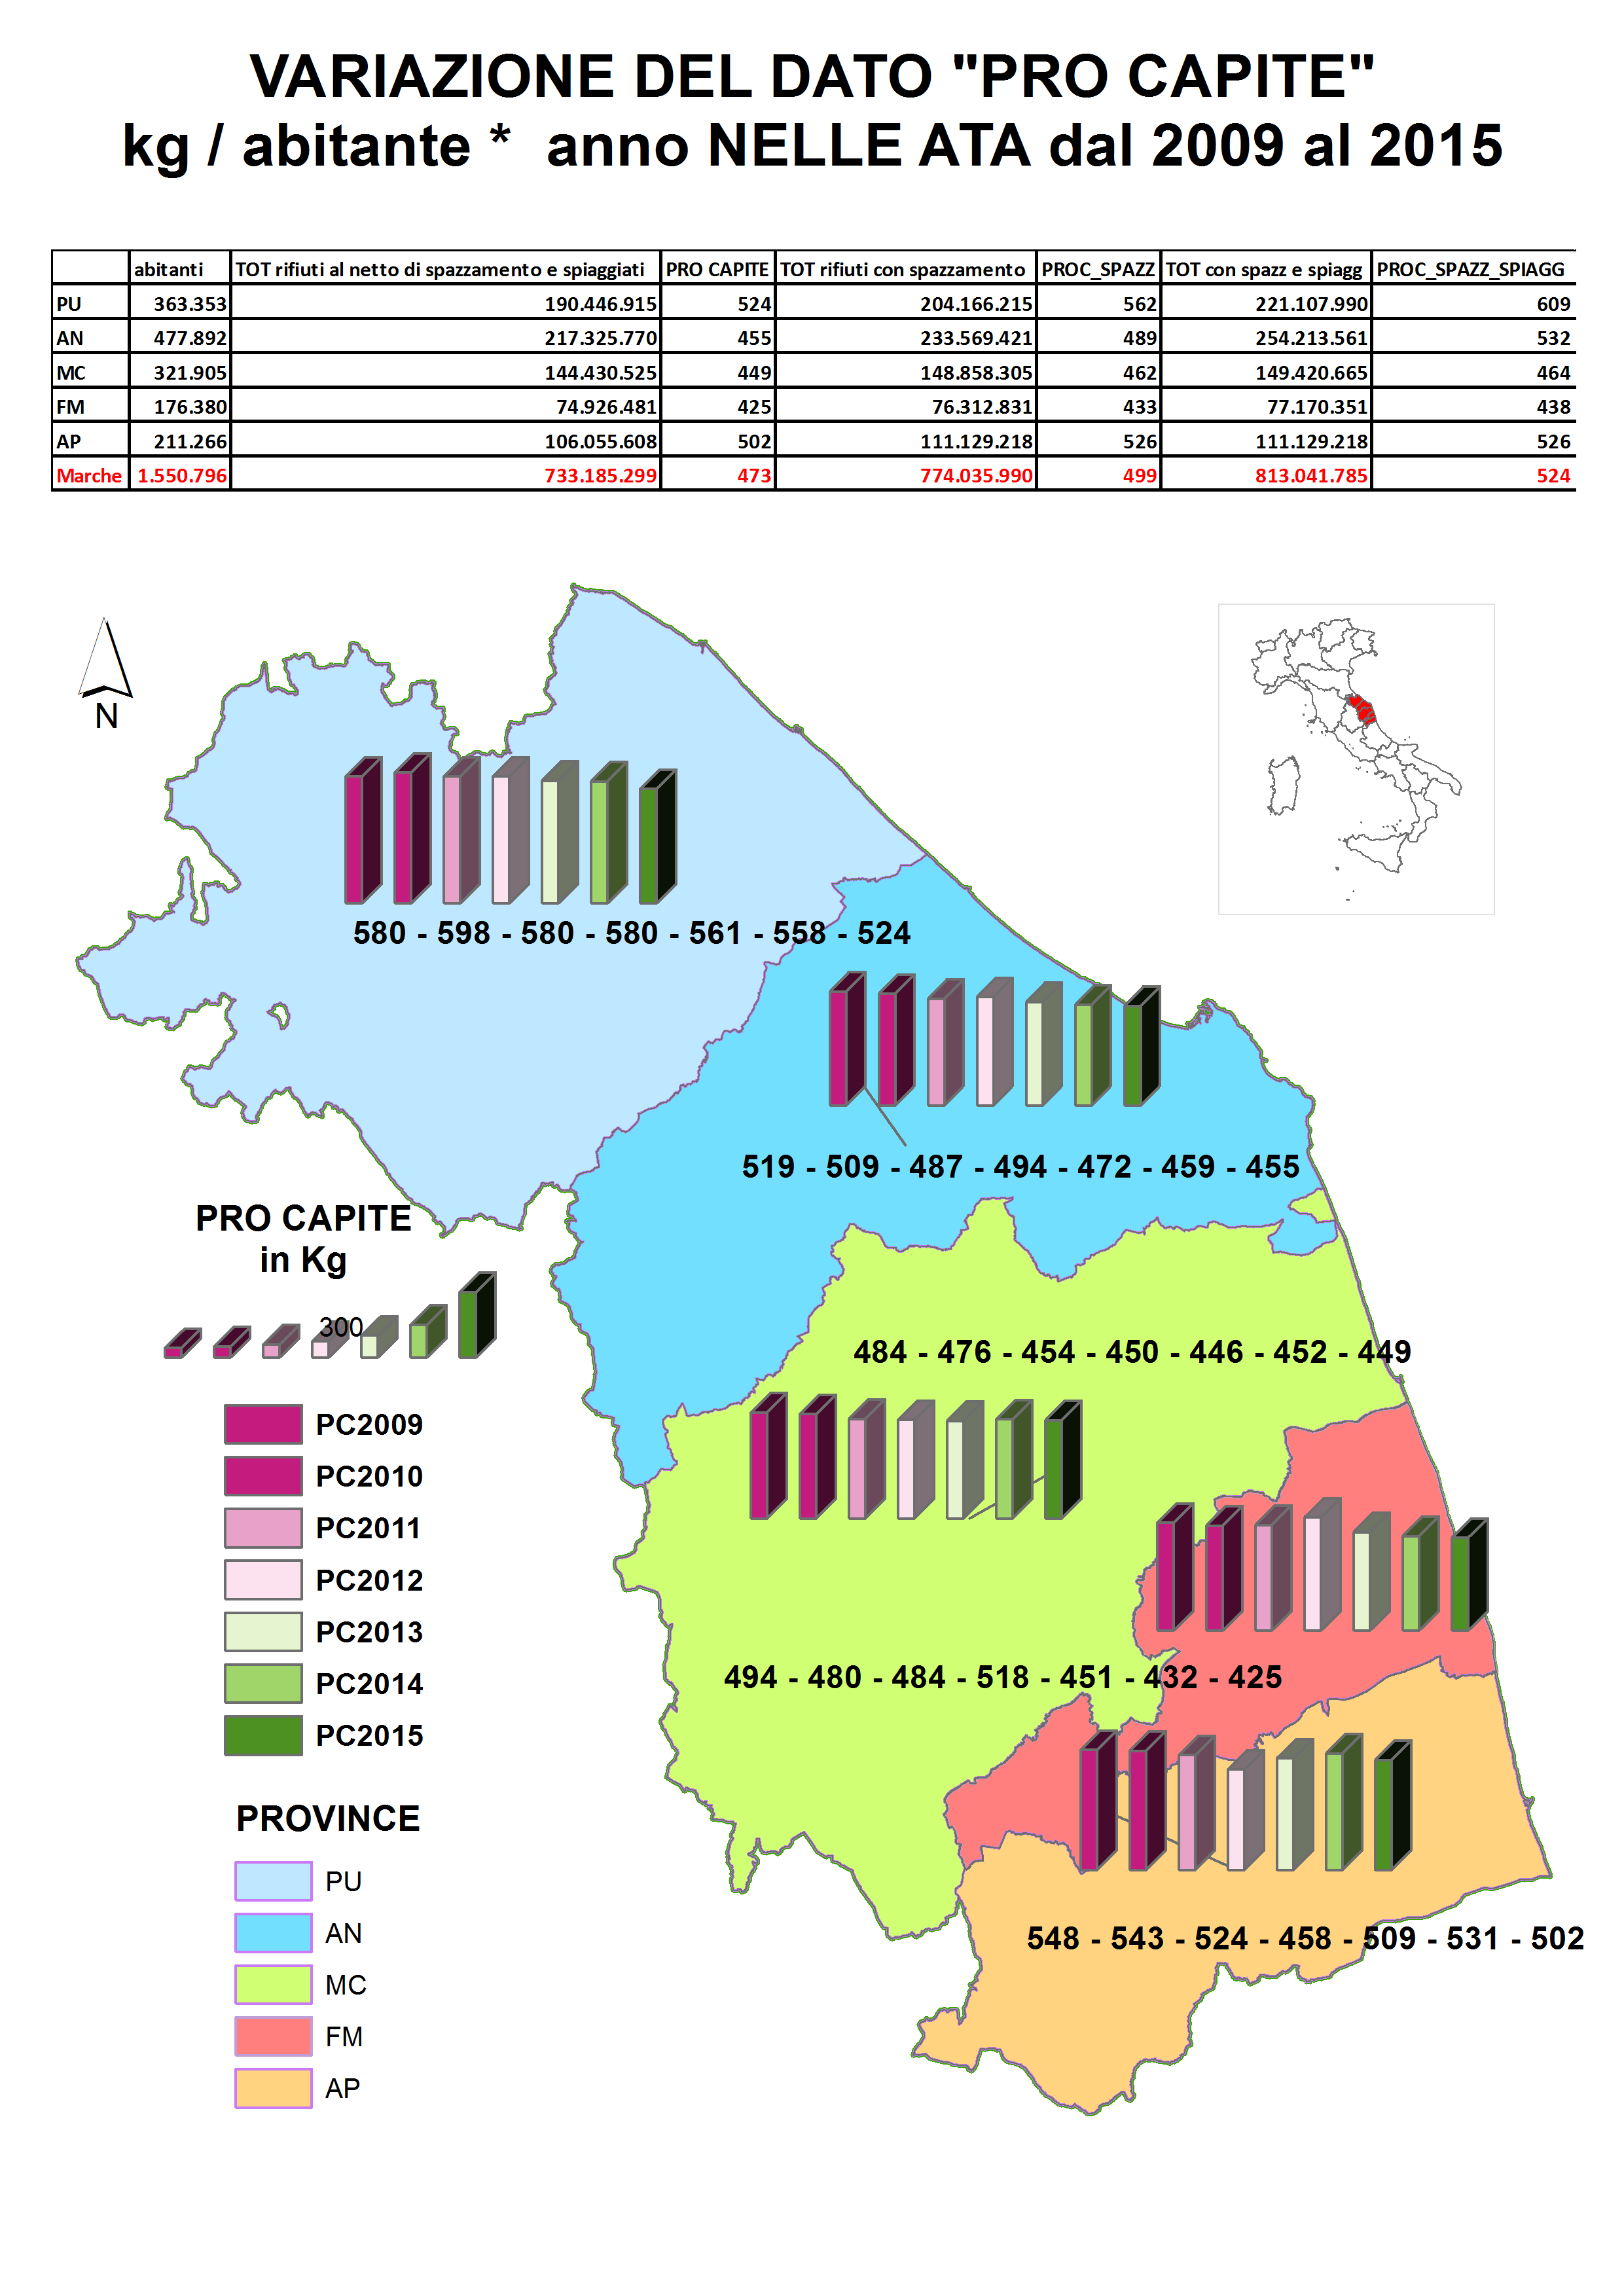 VARIAZIONE DEL DATO "PRO CAPITE"
kg / abitante * anno NELLE ATA dal 2009 al 2015
abitanti TOT rifiuti al netto di spazzamento e spiaggiati PRO CAPITE TOT rifiuti con spazzamento PROC_SPAZZ TOT con spazz e spiagg PROC_SPAZZ_SPIAGG
PU 363.353 190.446.915 524 204.166.215 562 221.107.990 609
AN 477.892 217.325.770 455 233.569.421 489 254.213.561 532
MC 321.905 144.430.525 449 148.858.305 462 149.420.665 464
FM 176.380 74.926.481 425 76.312.831 433 77.170.351 438
AP 211.266 106.055.608 502 111.129.218 526 111.129.218 526
Marche 1.550.796 733.185.299 473 774.035.990 499 813.041.785 524
N
580 - 598 - 580 - 580 - 561 - 558 - 524
519 - 509 - 487 - 494 - 472 - 459 - 455
PRO CAPITE
in Kg
300
484 - 476 - 454 - 450 - 446 - 452 - 449
PC2009
PC2010
PC2011
PC2012
PC2013
PC2014
PC2015
494 - 480 - 484 - 518 - 451 - 432 - 425
PROVINCE
PU
AN
MC
FM
AP
548 - 543 - 524 - 458 - 509 - 531 - 502